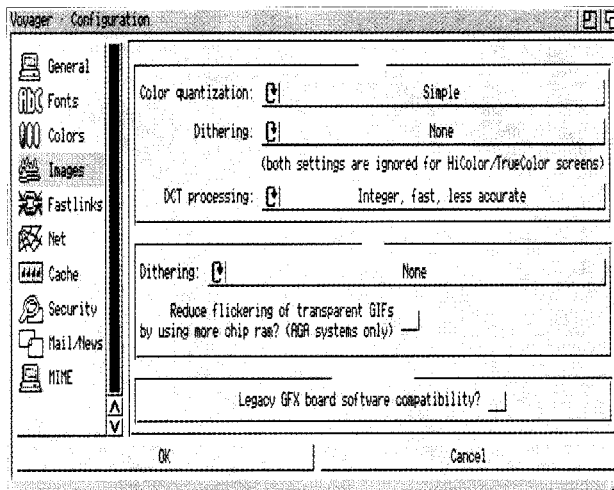 Voyager · Configuration
General
Fonts
Colors
Images
Fastlinks
Net
Cache
Security
Mail/News
MIME
Color quantization: Simple
Dithering: None
(both settings are ignored for HiColor/TrueColor screens)
DCT processing: Integer, fast, less accurate
Dithering: None
Reduce flickering of transparent GIFs
by using more chip ram? (AGA systems only)
Legacy GFX board software compatibility?
OK
Cancel